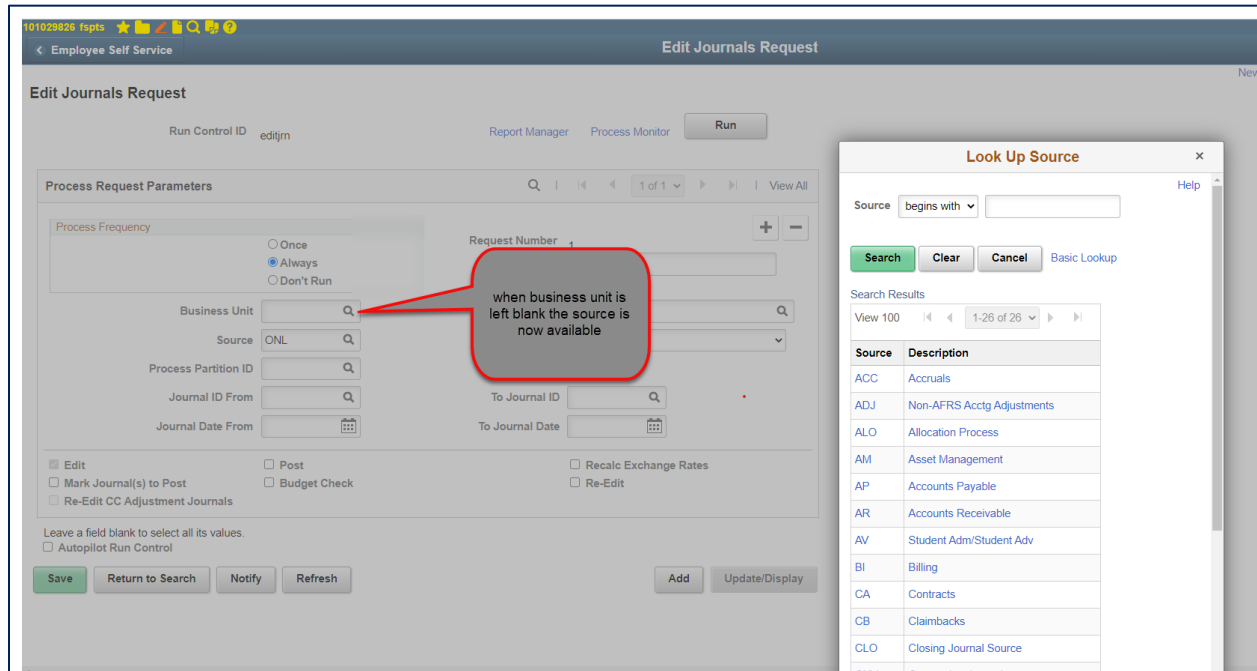 101029826 fspts
Employee Self Service
Edit Journals Request
New
Edit Journals Request
Run Control ID editjrn
Report Manager Process Monitor Run
Process Request Parameters
1 of 1
View All
Process Frequency
Once
Always
Don't Run
Request Number 1
Business Unit
Source ONL
Process Partition ID
Journal ID From
To Journal ID
Journal Date From
To Journal Date
when business unit is
left blank the source is
now available
Edit
Post
Recalc Exchange Rates
Mark Journal(s) to Post
Budget Check
Re-Edit
Re-Edit CC Adjustment Journals
Leave a field blank to select all its values.
Autopilot Run Control
Save Return to Search Notify Refresh Add Update/Display
Look Up Source
×
Help
Source begins with
Search Clear Cancel Basic Lookup
Search Results
View 100 1-26 of 26
Source Description
ACC Accruals
ADJ Non-AFRS Acctg Adjustments
ALO Allocation Process
AM Asset Management
AP Accounts Payable
AR Accounts Receivable
AV Student Adm/Student Adv
BI Billing
CA Contracts
CB Claimbacks
CLO Closing Journal Source